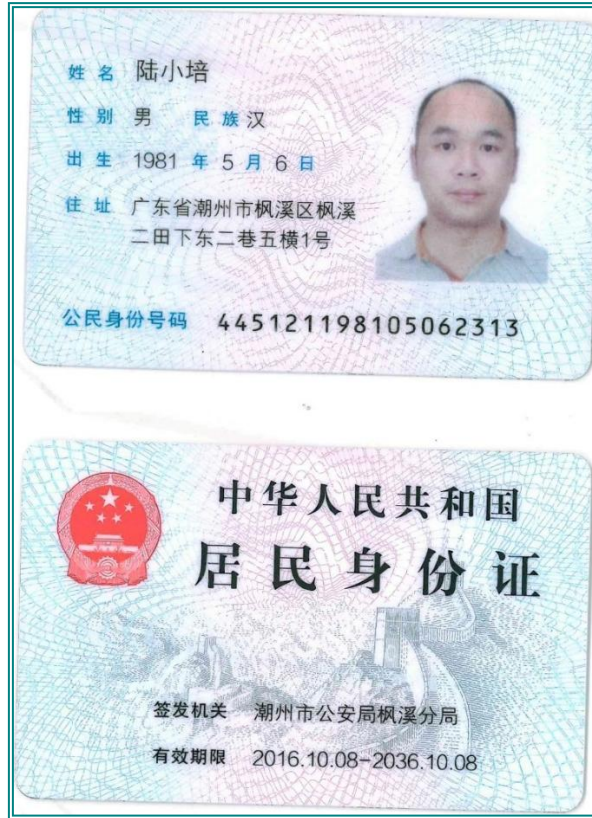 姓名 陆小培
性别 男 民族 汉
出生 1981 年 5 月 6 日
住址 广东省潮州市枫溪区枫溪
二田下东二巷五横1号
公民身份号码 445121198105062313
中华人民共和国
居民身份证
签发机关 潮州市公安局枫溪分局
有效期限 2016.10.08-2036.10.08